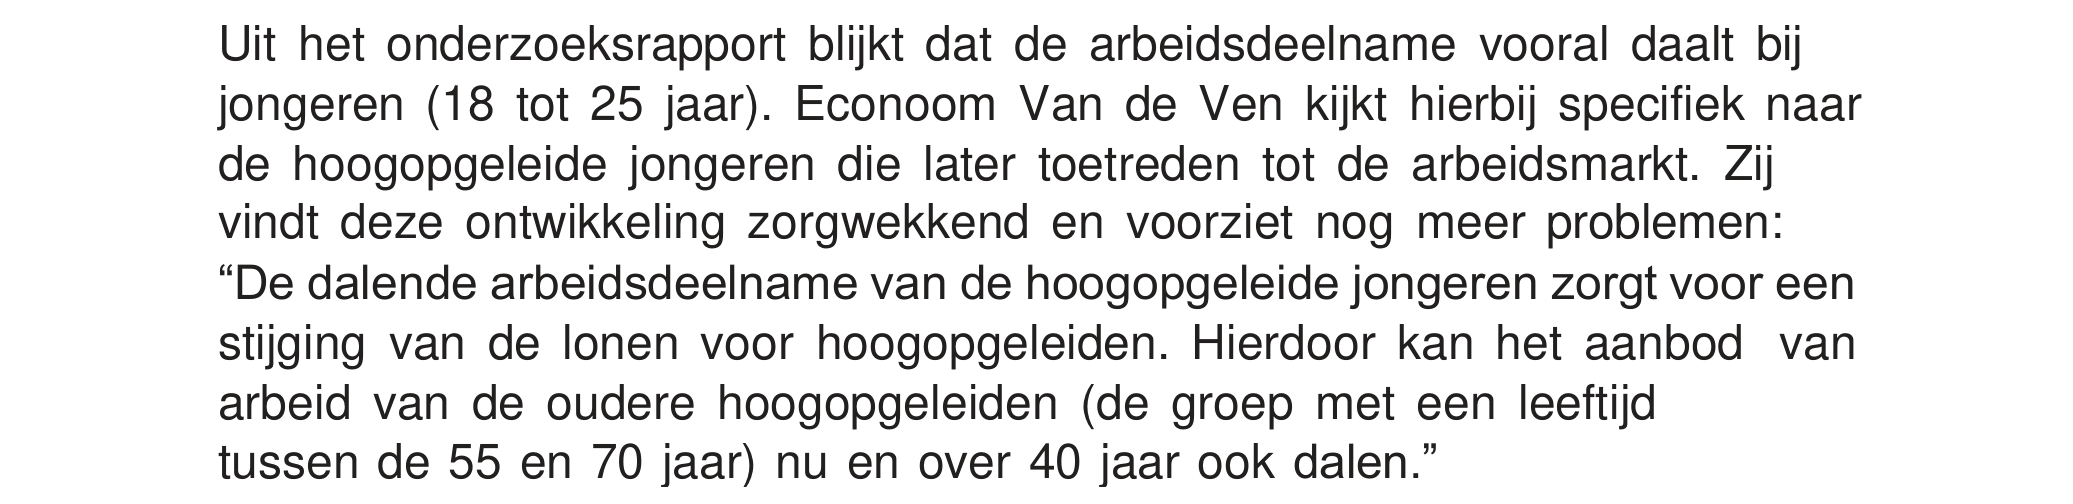 Uit het onderzoeksrapport blijkt dat de arbeidsdeelname vooral daalt bij
jongeren (18 tot 25 jaar). Econoom Van de Ven kijkt hierbij specifiek naar
de hoogopgeleide jongeren die later toetreden tot de arbeidsmarkt. Zij
vindt deze ontwikkeling zorgwekkend en voorziet nog meer problemen:
“De dalende arbeidsdeelname van de hoogopgeleide jongeren zorgt voor een
stijging van de lonen voor hoogopgeleiden. Hierdoor kan het aanbod van
arbeid van de oudere hoogopgeleiden (de groep met een leeftijd
tussen de 55 en 70 jaar) nu en over 40 jaar ook dalen.”